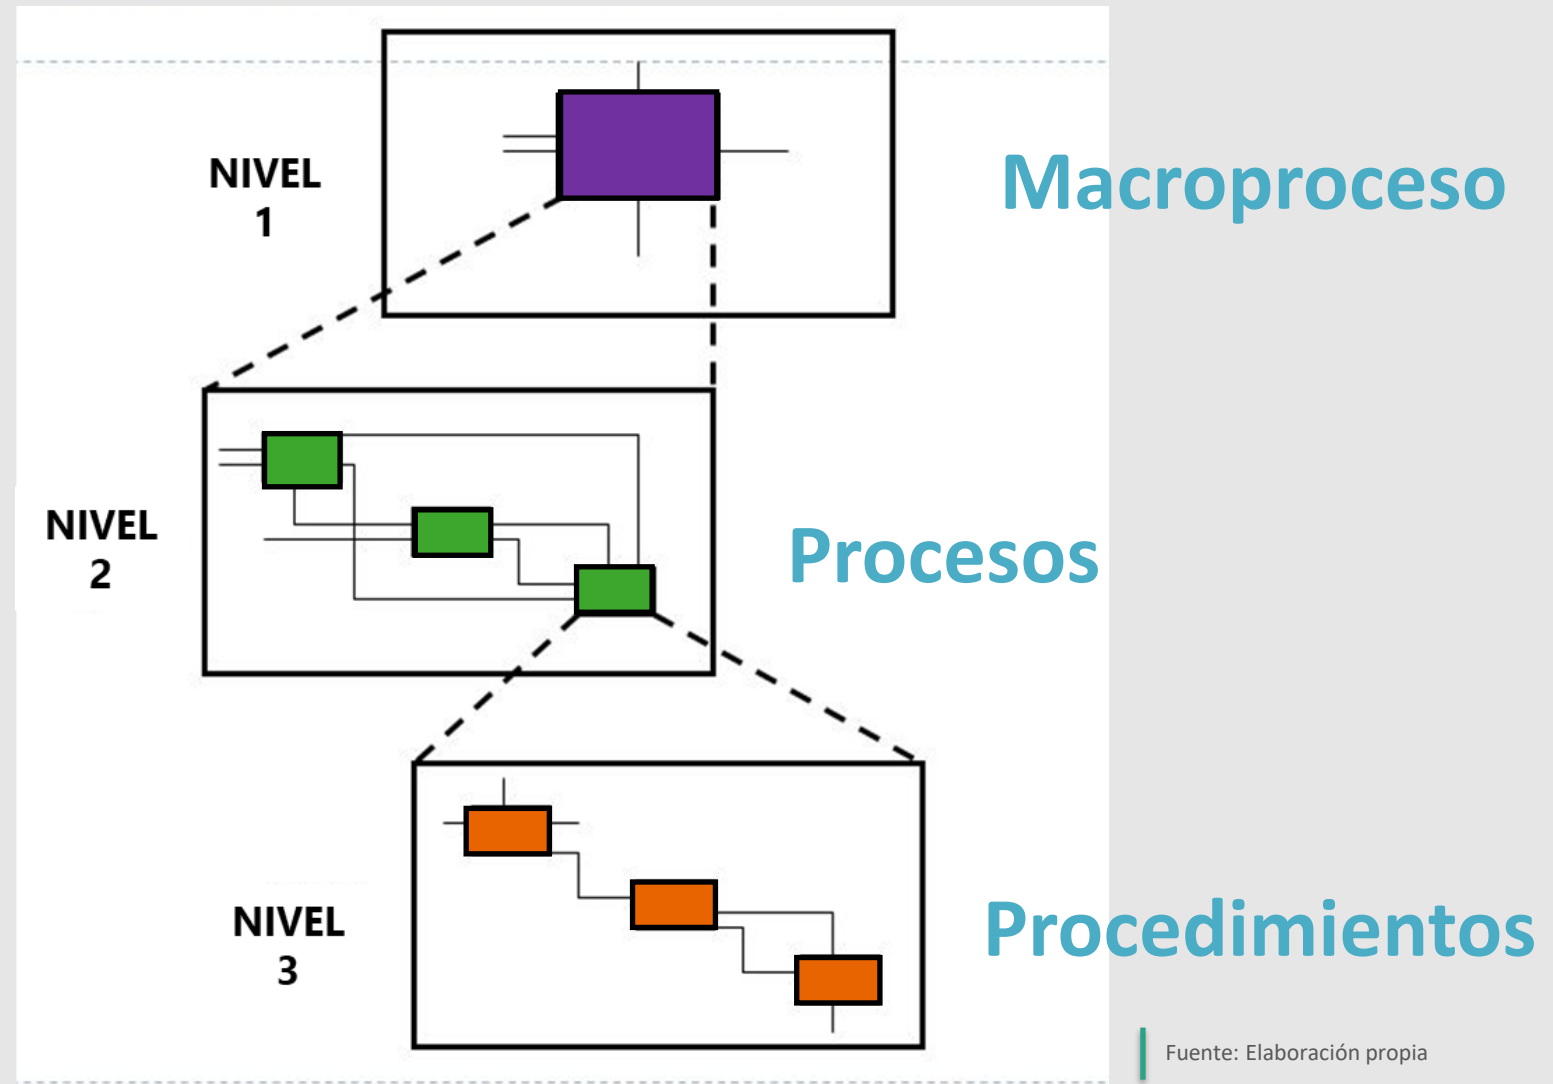 NIVEL
1
Macroproceso
NIVEL
2
Procesos
NIVEL
3
Procedimientos
Fuente: Elaboración propia